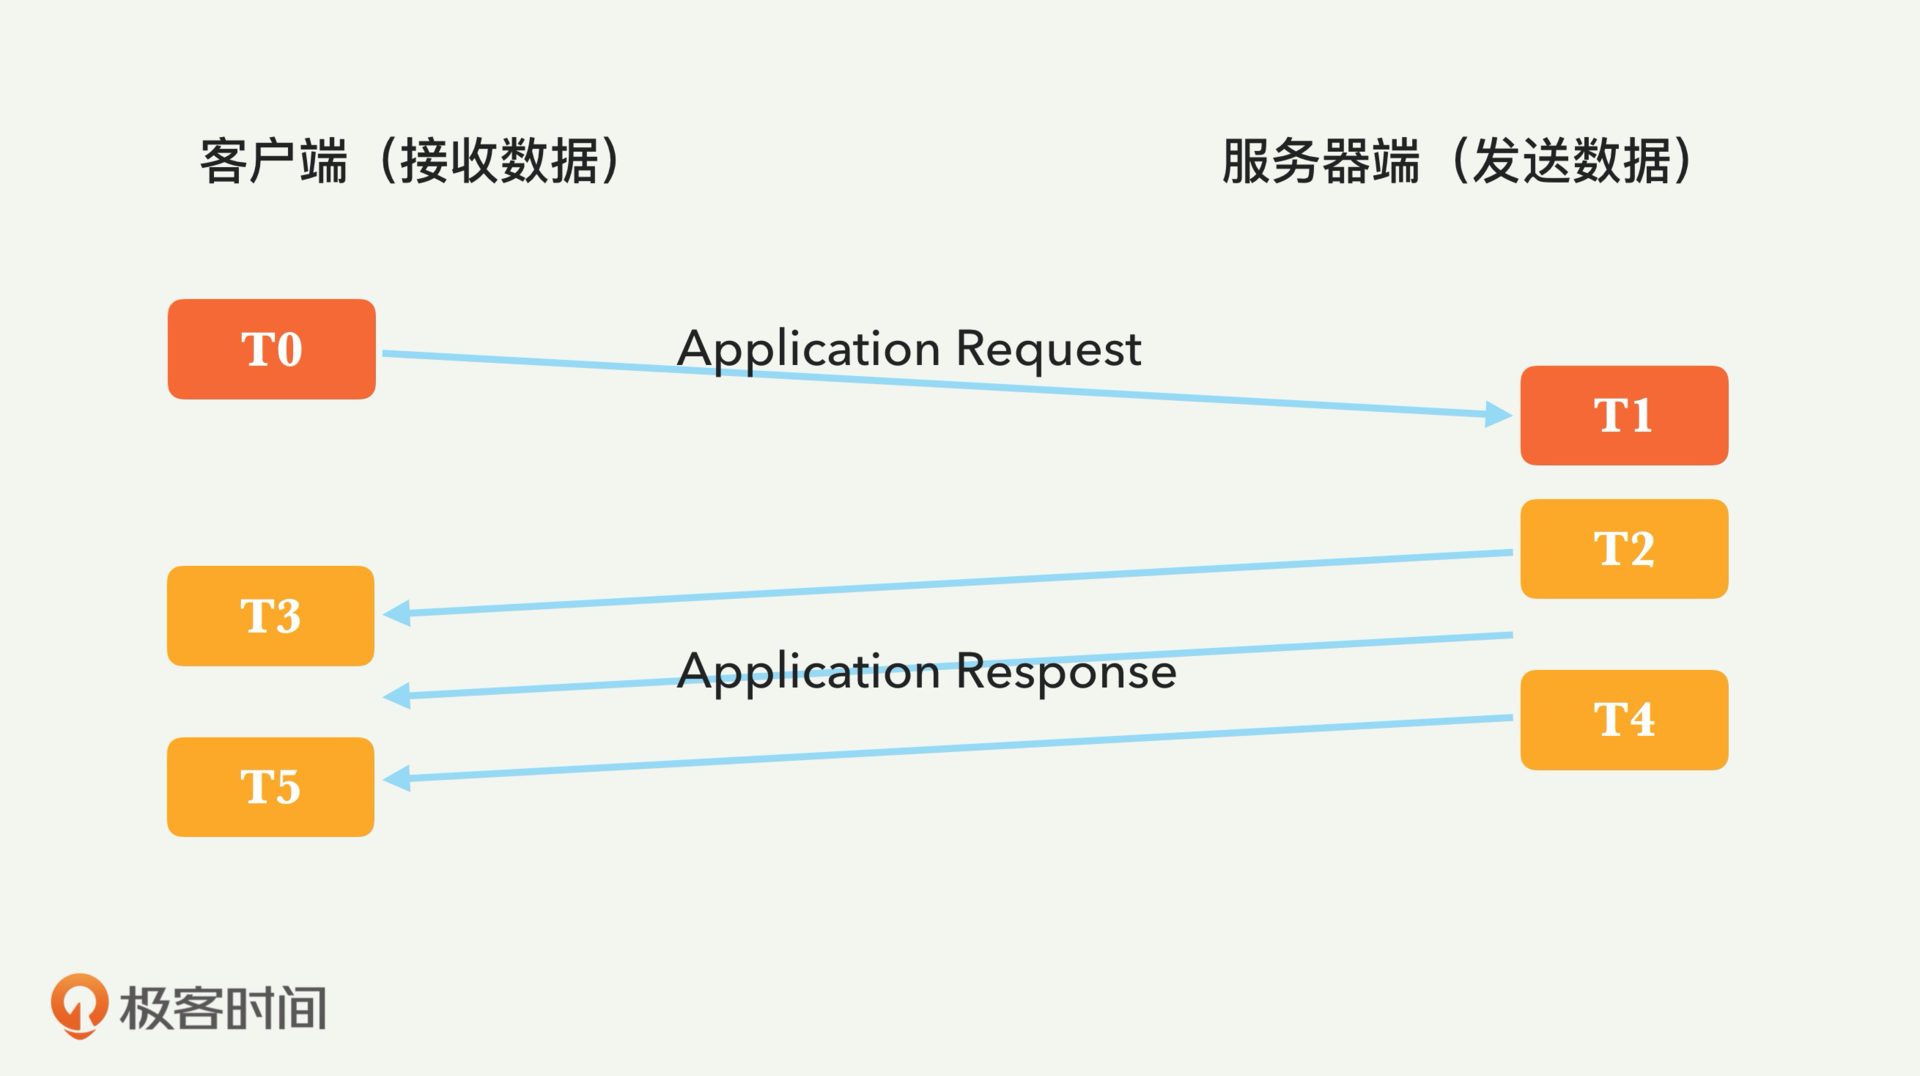 客户端（接收数据）
服务器端（发送数据）
T0
Application Request
T1
T2
T3
Application Response
T4
T5
极客时间